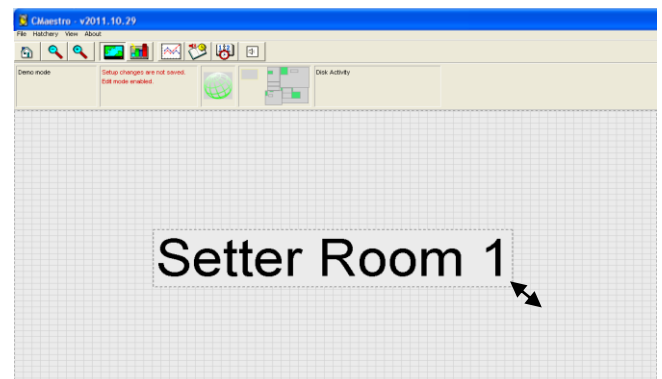 CMaestro - v2011.10.29
File Hatchery View About
Demo mode
Setup changes are not saved.
Edit mode enabled.
Disk Activity
Setter Room 1